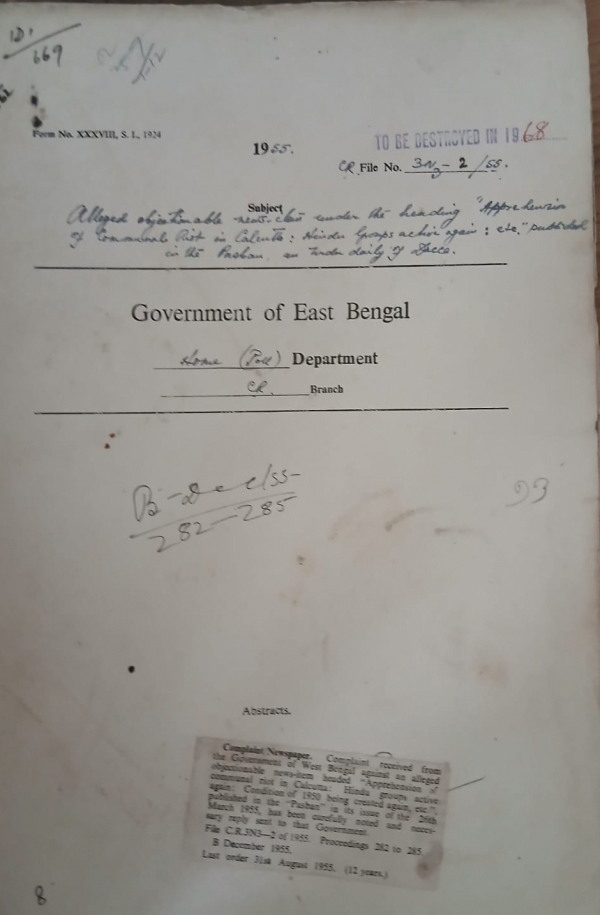 669
Form No. XXXVIII, S. I., 1924
1955.
TO BE DESTROYED IN 1968
CR. File No. 3N3-2/55.
Subject
Alleged objectionable news-item under the heading "Apprehension
of Communal Riot in Calcutta: Hindu Groups active again: etc." published
in the Pasban, an Urdu daily of Dacca.
Government of East Bengal
Home (Poll) Department
CR. Branch
B-Dec/55-
282-285
93
Abstracts.
Complaint Newspaper. Complaint received from
the Government of West Bengal against an alleged
objectionable news-item headed "Apprehension of
communal riot in Calcutta: Hindu groups active
again: Condition of 1950 being created again, etc.",
published in the "Pasban" in its issue of the 26th
March 1955, has been carefully noted and neces-
sary reply sent to that Government.
File C.R.3N3—2 of 1955. Proceedings 282 to 285
B December 1955.
Last order 31st August 1955. (12 years.)
8